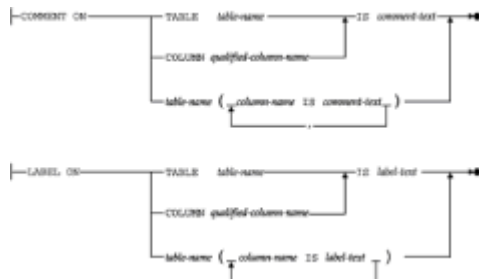 COMMENT ON TABLE table-name IS comment-text
COLUMN qualified-column-name
table-name ( column-name IS comment-text )
,
LABEL ON TABLE table-name IS label-text
COLUMN qualified-column-name
table-name ( column-name IS label-text )